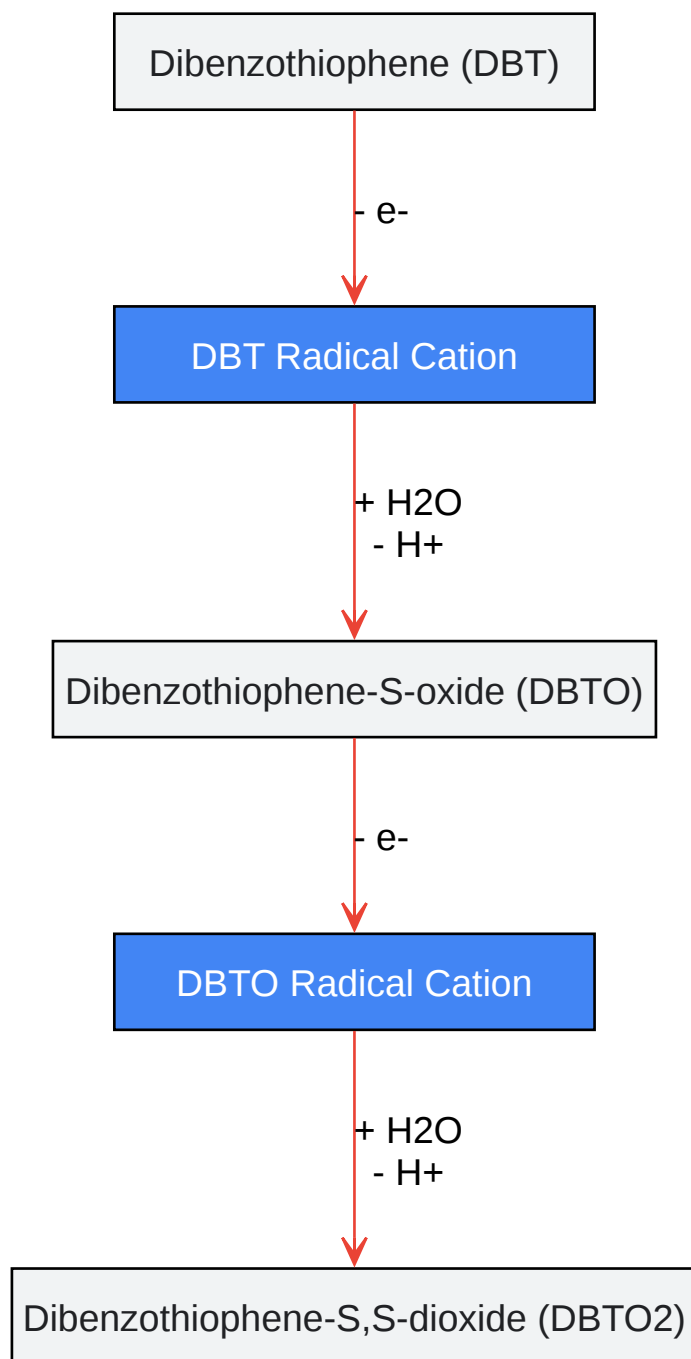 Dibenzothiophene (DBT)
- e-
DBT Radical Cation
+ H2O
- H+
Dibenzothiophene-S-oxide (DBTO)
- e-
DBTO Radical Cation
+ H2O
- H+
Dibenzothiophene-S,S-dioxide (DBTO2)